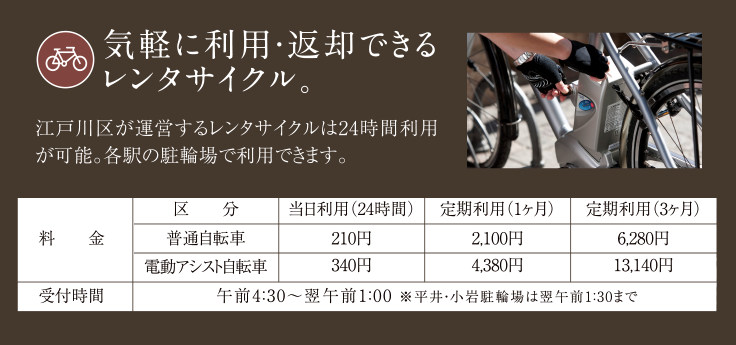 気軽に利用・返却できる
レンタサイクル。
江戸川区が運営するレンタサイクルは24時間利用
が可能。各駅の駐輪場で利用できます。
料　金 区　分 当日利用（24時間） 定期利用（1ヶ月） 定期利用（3ヶ月）
普通自転車 210円 2,100円 6,280円
電動アシスト自転車 340円 4,380円 13,140円
受付時間 午前4:30〜翌午前1:00 ※平井・小岩駐輪場は翌午前1:30まで